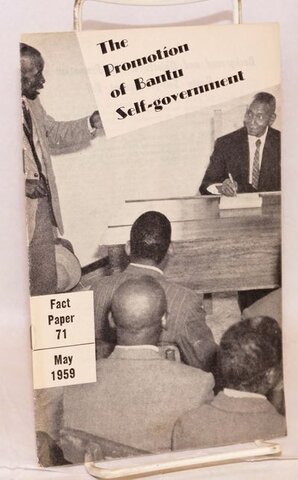 The
Promotion
of Bantu
Self-government
Fact
Paper
71
May
1959